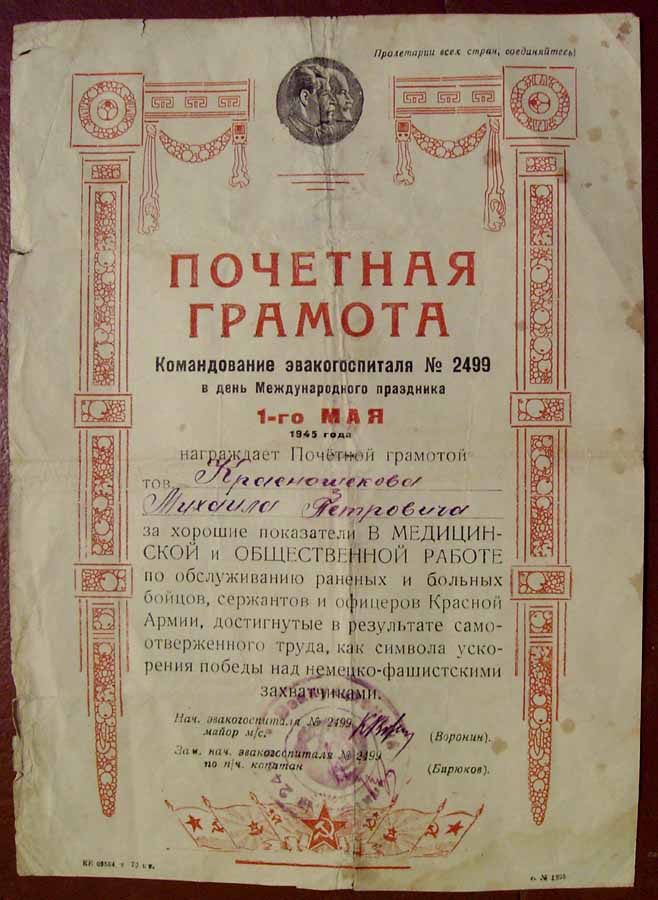 Пролетарии всех стран, соединяйтесь!
ПОЧЕТНАЯ
ГРАМОТА
Командование эвакогоспиталя № 2499
в день Международного праздника
1-го МАЯ
1945 года
награждает Почётной грамотой
тов. Краснощекова
Михаила Петровича
за хорошие показатели В МЕДИЦИН-
СКОЙ и ОБЩЕСТВЕННОЙ РАБОТЕ
по обслуживанию раненых и больных
бойцов, сержантов и офицеров Красной
Армии, достигнутые в результате само-
отверженного труда, как символа уско-
рения победы над немецко-фашистскими
захватчиками.
Нач. эвакогоспиталя № 2499
майор м/с. (Воронин).
Зам. нач. эвакогоспиталя № 2499
по п/ч. капитан (Бирюков).